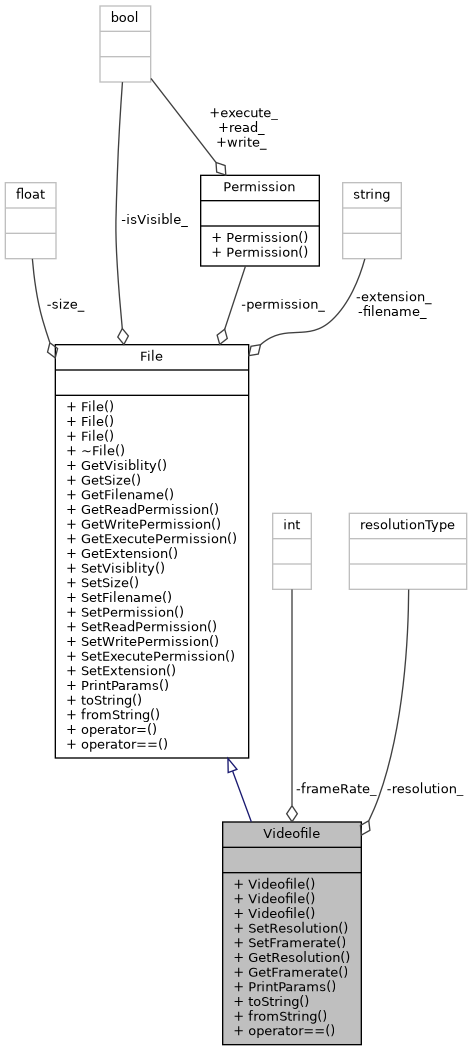 bool
+execute_
+read_
+write_
float
Permission
+ Permission()
+ Permission()
string
-isVisible_
-size_
-permission_
-extension_
-filename_
File
+ File()
+ File()
+ File()
+ ~File()
+ GetVisiblity()
+ GetSize()
+ GetFilename()
+ GetReadPermission()
+ GetWritePermission()
+ GetExecutePermission()
+ GetExtension()
+ SetVisiblity()
+ SetSize()
+ SetFilename()
+ SetPermission()
+ SetReadPermission()
+ SetWritePermission()
+ SetExecutePermission()
+ SetExtension()
+ PrintParams()
+ toString()
+ fromString()
+ operator=()
+ operator==()
int
resolutionType
-frameRate_
-resolution_
Videofile
+ Videofile()
+ Videofile()
+ Videofile()
+ SetResolution()
+ SetFramerate()
+ GetResolution()
+ GetFramerate()
+ PrintParams()
+ toString()
+ fromString()
+ operator==()